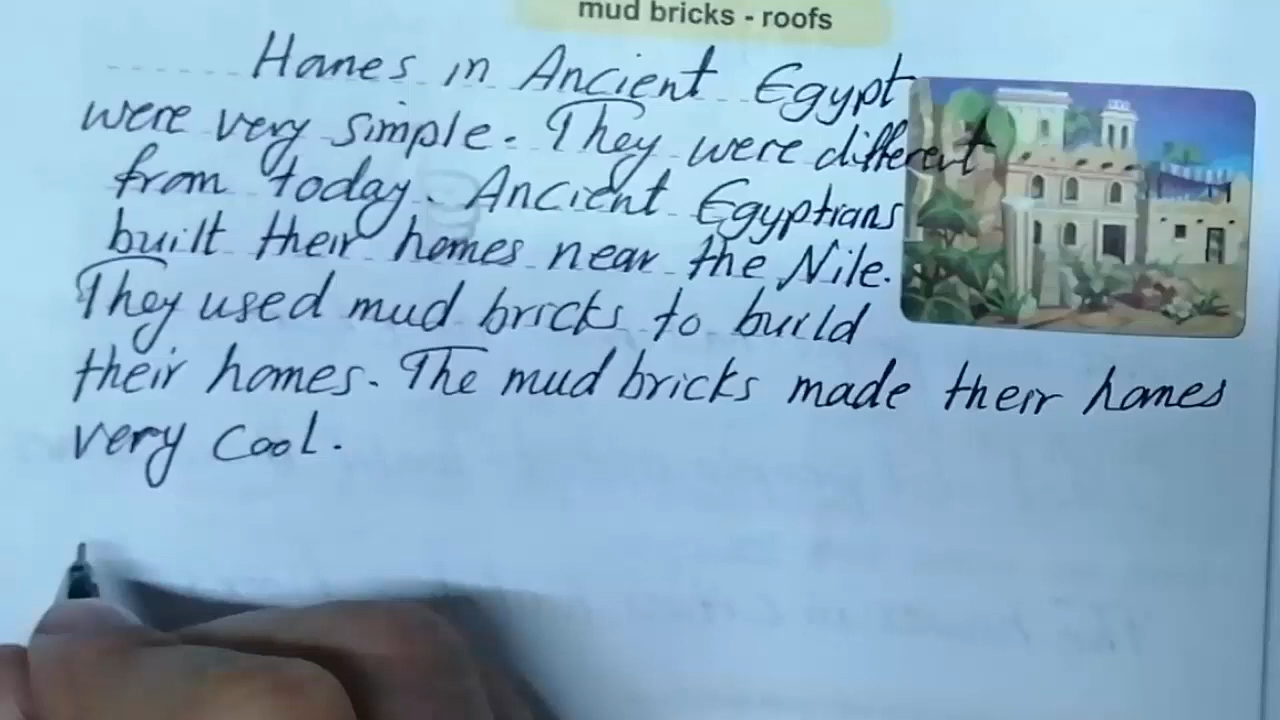 mud bricks - roofs
Homes in Ancient Egypt
were very simple. They were different
from today. Ancient Egyptians
built their homes near the Nile.
They used mud bricks to build
their homes. The mud bricks made their homes
very cool.